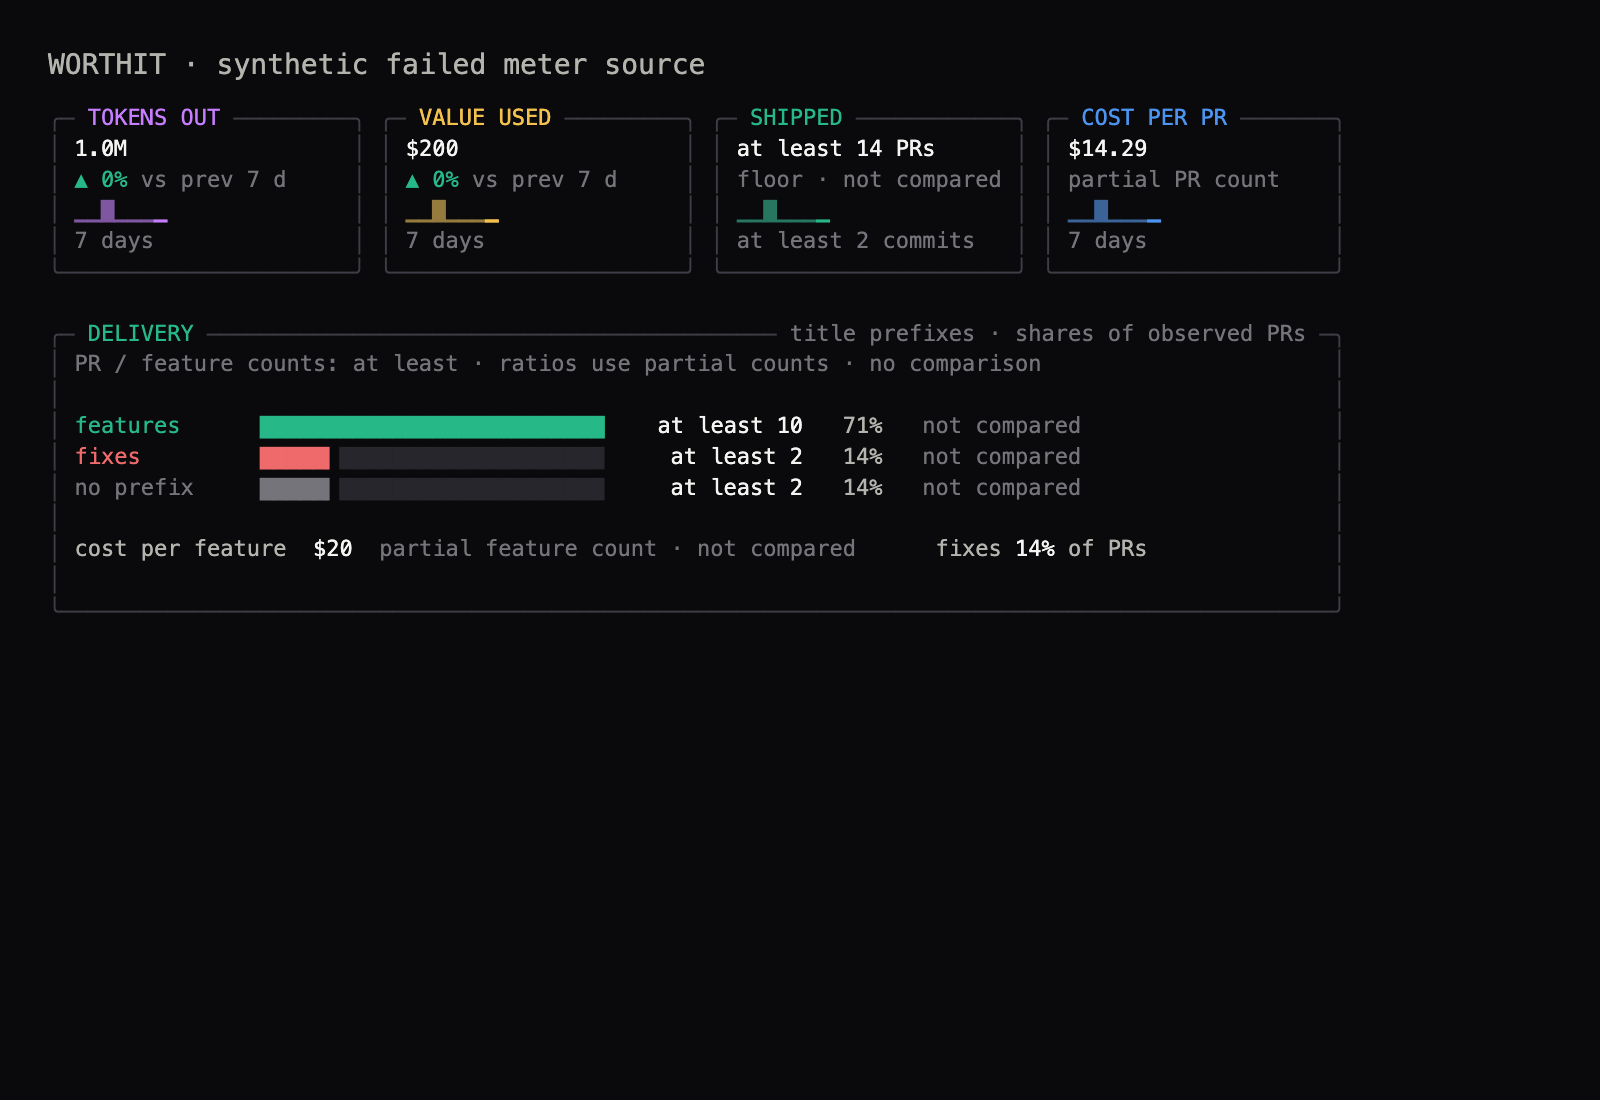 WORTHIT · synthetic failed meter source
TOKENS OUT
1.0M
▲ 0% vs prev 7 d
7 days
VALUE USED
$200
▲ 0% vs prev 7 d
7 days
SHIPPED
at least 14 PRs
floor · not compared
at least 2 commits
COST PER PR
$14.29
partial PR count
7 days
DELIVERY title prefixes · shares of observed PRs
PR / feature counts: at least · ratios use partial counts · no comparison
features at least 10 71% not compared
fixes at least 2 14% not compared
no prefix at least 2 14% not compared
cost per feature $20 partial feature count · not compared fixes 14% of PRs